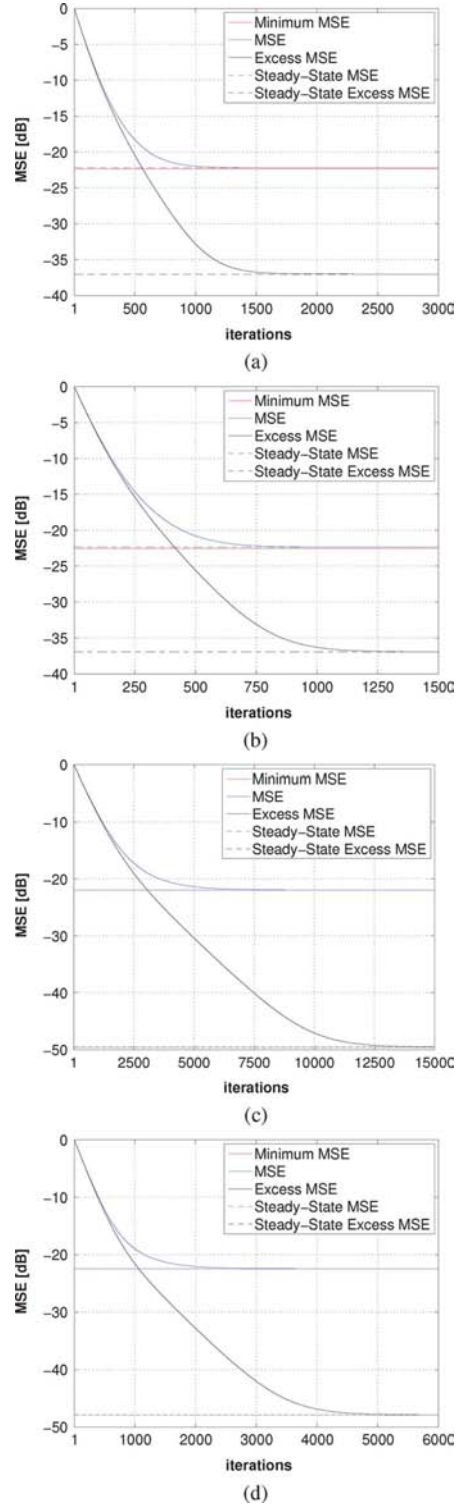 0
−5
−10
−15
−20
−25
−30
−35
−40
MSE [dB]
Minimum MSE
MSE
Excess MSE
Steady−State MSE
Steady−State Excess MSE
1 500 1000 1500 2000 2500 3000
iterations
(a)
0
−5
−10
−15
−20
−25
−30
−35
−40
MSE [dB]
Minimum MSE
MSE
Excess MSE
Steady−State MSE
Steady−State Excess MSE
1 250 500 750 1000 1250 1500
iterations
(b)
0
−10
−20
−30
−40
−50
MSE [dB]
Minimum MSE
MSE
Excess MSE
Steady−State MSE
Steady−State Excess MSE
1 2500 5000 7500 10000 12500 15000
iterations
(c)
0
−10
−20
−30
−40
−50
MSE [dB]
Minimum MSE
MSE
Excess MSE
Steady−State MSE
Steady−State Excess MSE
1 1000 2000 3000 4000 5000 6000
iterations
(d)